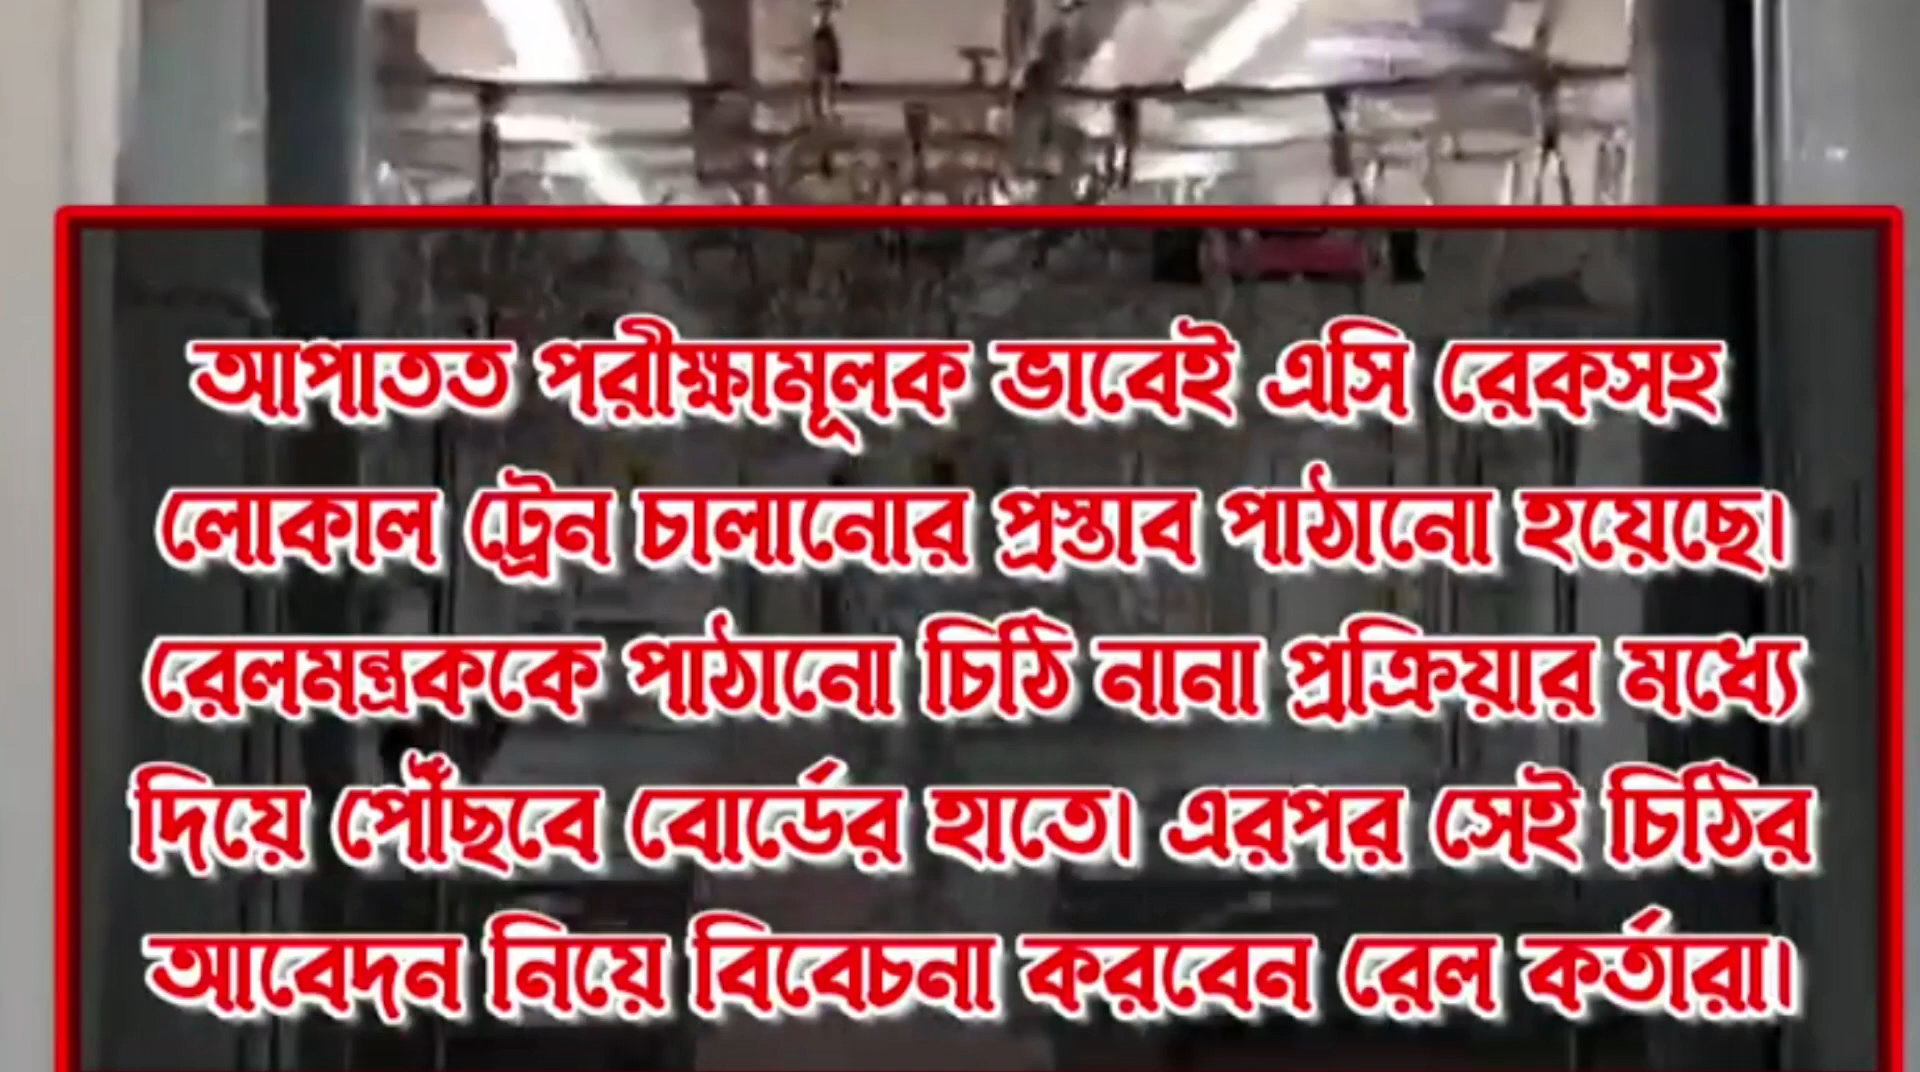 আপাতত পরীক্ষামূলক ভাবেই এসি রেকসহ
লোকাল ট্রেন চালানোর প্রস্তাব পাঠানো হয়েছে।
রেলমন্ত্রককে পাঠানো চিঠি নানা প্রক্রিয়ার মধ্যে
দিয়ে পৌঁছবে বোর্ডের হাতে। এরপর সেই চিঠির
আবেদন নিয়ে বিবেচনা করবেন রেল কর্তারা।